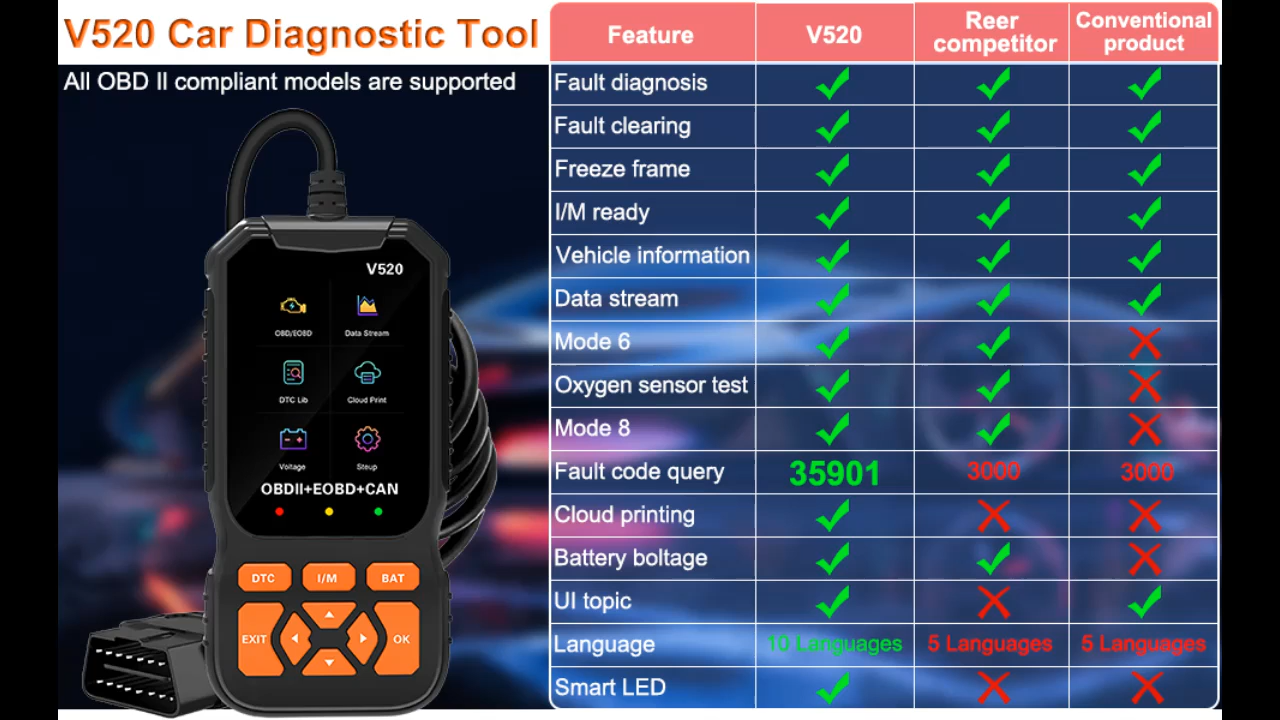 V520 Car Diagnostic Tool
All OBD II compliant models are supported
V520
OBD/EOBD Data Stream
DTC Lib Cloud Print
Voltage Steup
OBDII+EOBD+CAN
DTC I/M BAT
EXIT OK
Feature V520 Reer competitor Conventional product
Fault diagnosis
Fault clearing
Freeze frame
I/M ready
Vehicle information
Data stream
Mode 6
Oxygen sensor test
Mode 8
Fault code query 35901 3000 3000
Cloud printing
Battery boltage
UI topic
Language 10 Languages 5 Languages 5 Languages
Smart LED